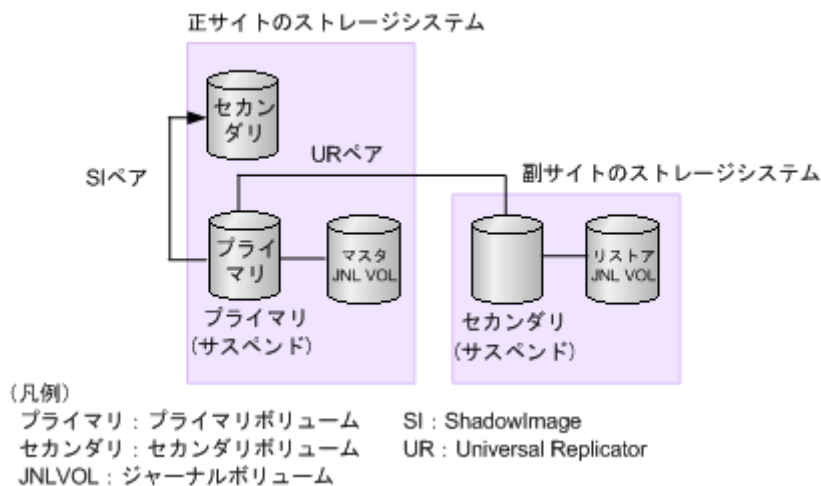 正サイトのストレージシステム
セカン
ダリ
URペア
SIペア
副サイトのストレージシステム
プライ
マリ
マスタ
JNL VOL
リストア
JNL VOL
プライマリ
(サスペンド)
セカンダリ
(サスペンド)
(凡例)
プライマリ：プライマリボリューム
SI：ShadowImage
セカンダリ：セカンダリボリューム
UR：Universal Replicator
JNLVOL：ジャーナルボリューム